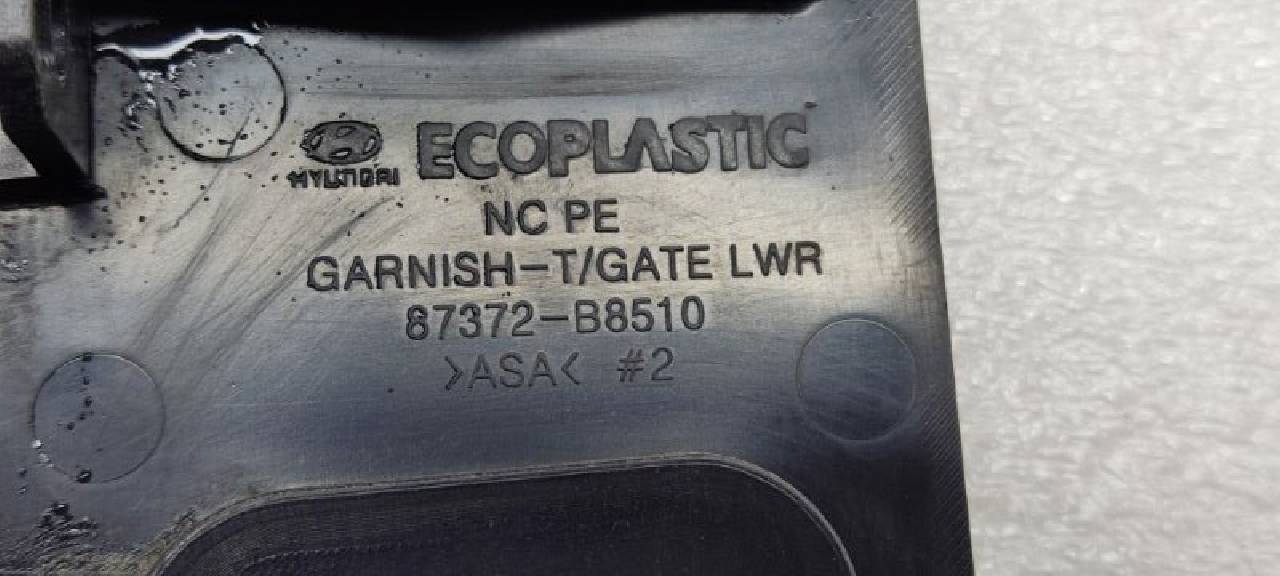 HYUNDAI ECOPLASTIC
NC PE
GARNISH-T/GATE LWR
87372-B8510
>ASA< #2